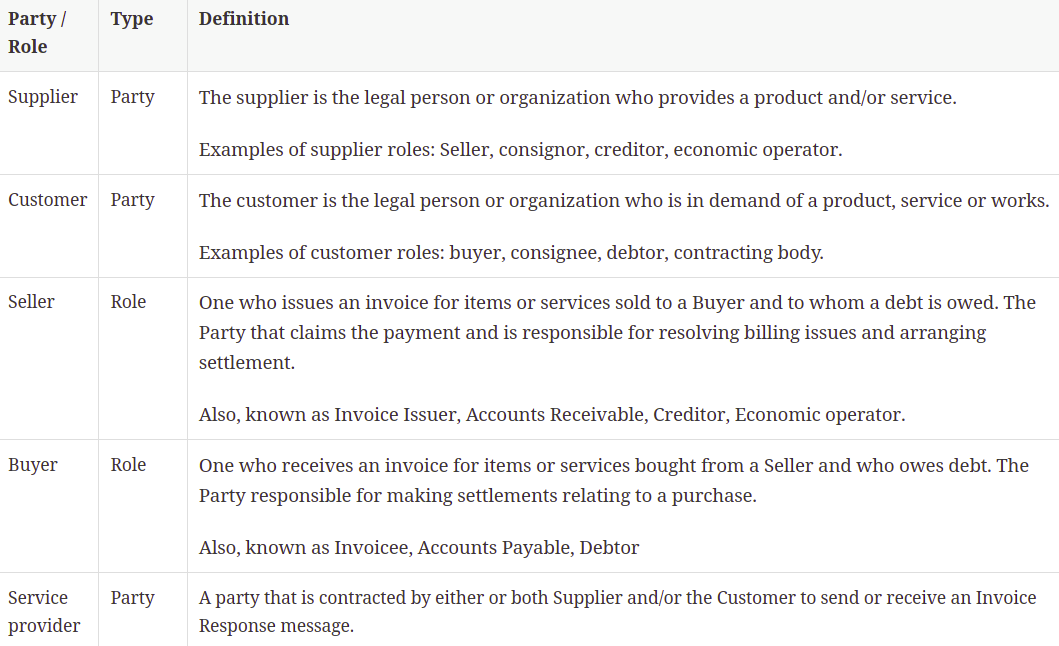 Party / Type Definition
Role
Supplier Party The supplier is the legal person or organization who provides a product and/or service.
Examples of supplier roles: Seller, consignor, creditor, economic operator.
Customer Party The customer is the legal person or organization who is in demand of a product, service or works.
Examples of customer roles: buyer, consignee, debtor, contracting body.
Seller Role One who issues an invoice for items or services sold to a Buyer and to whom a debt is owed. The
Party that claims the payment and is responsible for resolving billing issues and arranging
settlement.
Also, known as Invoice Issuer, Accounts Receivable, Creditor, Economic operator.
Buyer Role One who receives an invoice for items or services bought from a Seller and who owes debt. The
Party responsible for making settlements relating to a purchase.
Also, known as Invoicee, Accounts Payable, Debtor
Service Party A party that is contracted by either or both Supplier and/or the Customer to send or receive an Invoice
provider Response message.